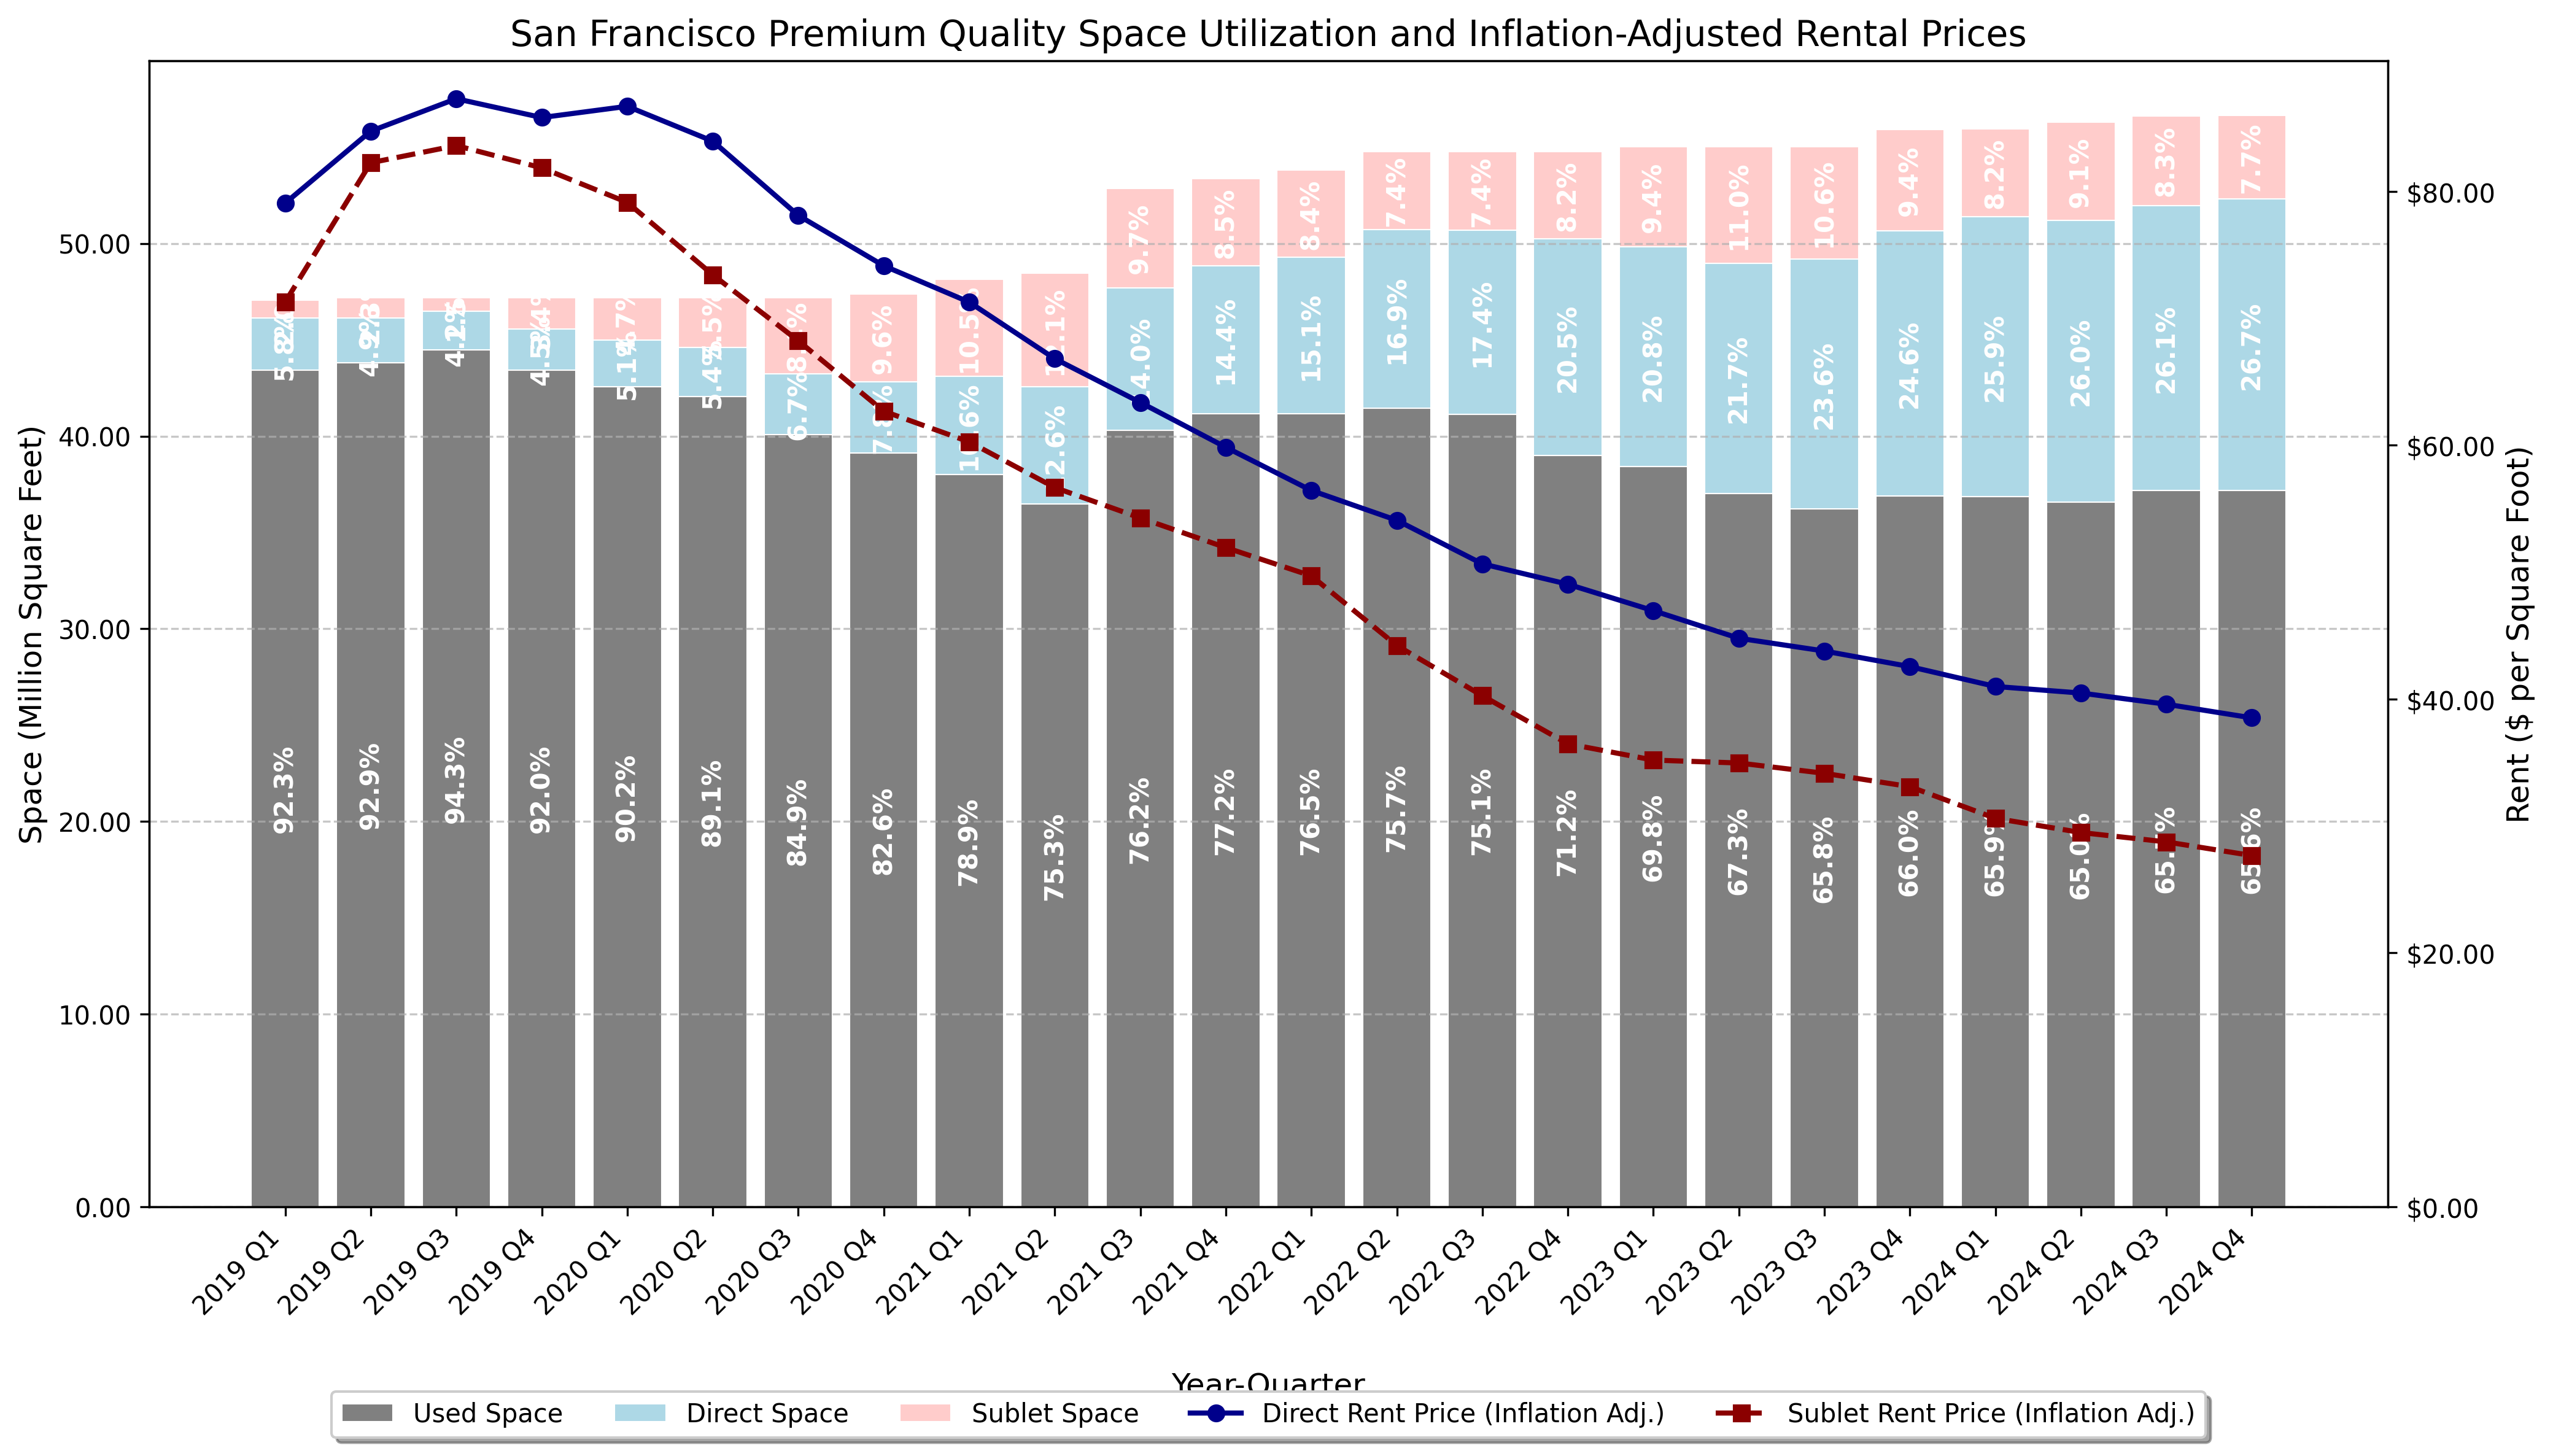 San Francisco Premium Quality Space Utilization and Inflation-Adjusted Rental Prices
Space (Million Square Feet)
50.00
40.00
30.00
20.00
10.00
0.00
Rent ($ per Square Foot)
$80.00
$60.00
$40.00
$20.00
$0.00
9.6%
9.7%
8.5%
8.4%
7.4%
7.4%
8.2%
9.4%
11.0%
10.6%
9.4%
8.2%
9.1%
8.3%
7.7%
5.1%
5.4%
6.7%
14.4%
15.1%
16.9%
17.4%
20.5%
20.8%
21.7%
23.6%
24.6%
25.9%
26.0%
26.1%
26.7%
92.3%
92.9%
94.3%
92.0%
90.2%
89.1%
84.9%
82.6%
78.9%
75.3%
76.2%
77.2%
76.5%
75.7%
75.1%
71.2%
69.8%
67.3%
65.8%
66.0%
65.9%
65.0%
2019 Q1
2019 Q2
2019 Q3
2019 Q4
2020 Q1
2020 Q2
2020 Q3
2020 Q4
2021 Q1
2021 Q2
2021 Q3
2021 Q4
2022 Q1
2022 Q2
2022 Q3
2022 Q4
2023 Q1
2023 Q2
2023 Q3
2023 Q4
2024 Q1
2024 Q2
2024 Q3
2024 Q4
Year-Quarter
Used Space
Direct Space
Sublet Space
Direct Rent Price (Inflation Adj.)
Sublet Rent Price (Inflation Adj.)